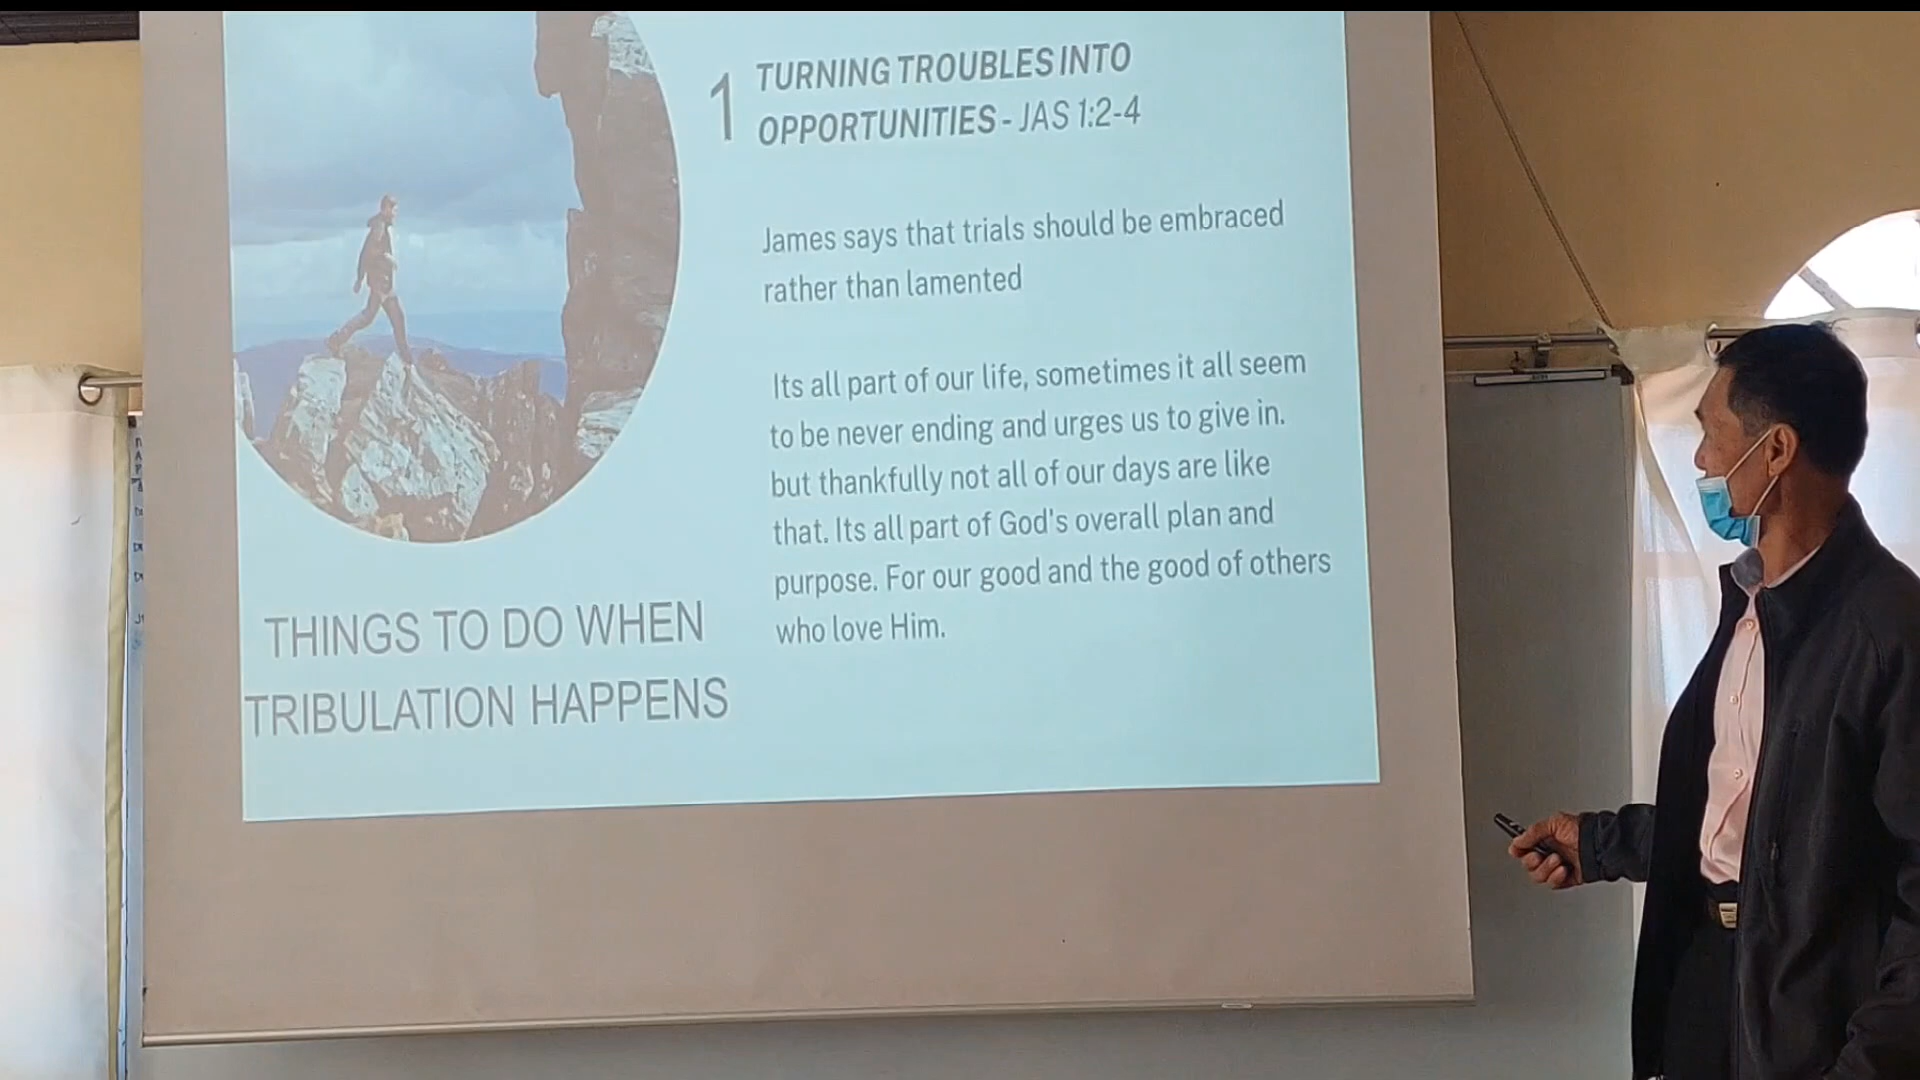 1
TURNING TROUBLES INTO
OPPORTUNITIES - JAS 1:2-4
James says that trials should be embraced
rather than lamented
Its all part of our life, sometimes it all seem
to be never ending and urges us to give in.
but thankfully not all of our days are like
that. Its all part of God's overall plan and
purpose. For our good and the good of others
who love Him.
THINGS TO DO WHEN
TRIBULATION HAPPENS